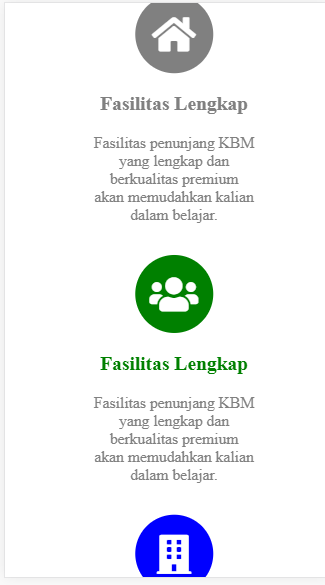 Fasilitas Lengkap
Fasilitas penunjang KBM
yang lengkap dan
berkualitas premium
akan memudahkan kalian
dalam belajar.
Fasilitas Lengkap
Fasilitas penunjang KBM
yang lengkap dan
berkualitas premium
akan memudahkan kalian
dalam belajar.